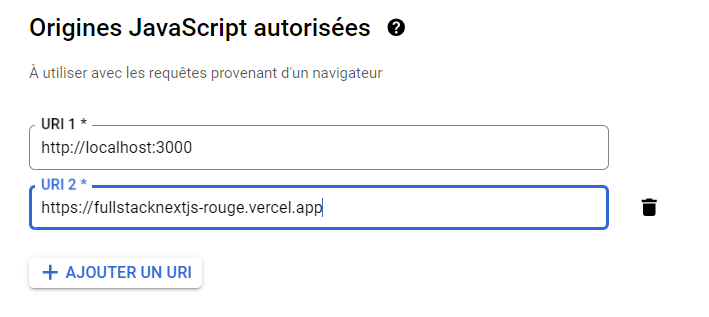 Origines JavaScript autorisées ?
À utiliser avec les requêtes provenant d'un navigateur
URI 1 *
http://localhost:3000
URI 2 *
https://fullstacknextjs-rouge.vercel.app
+ AJOUTER UN URI